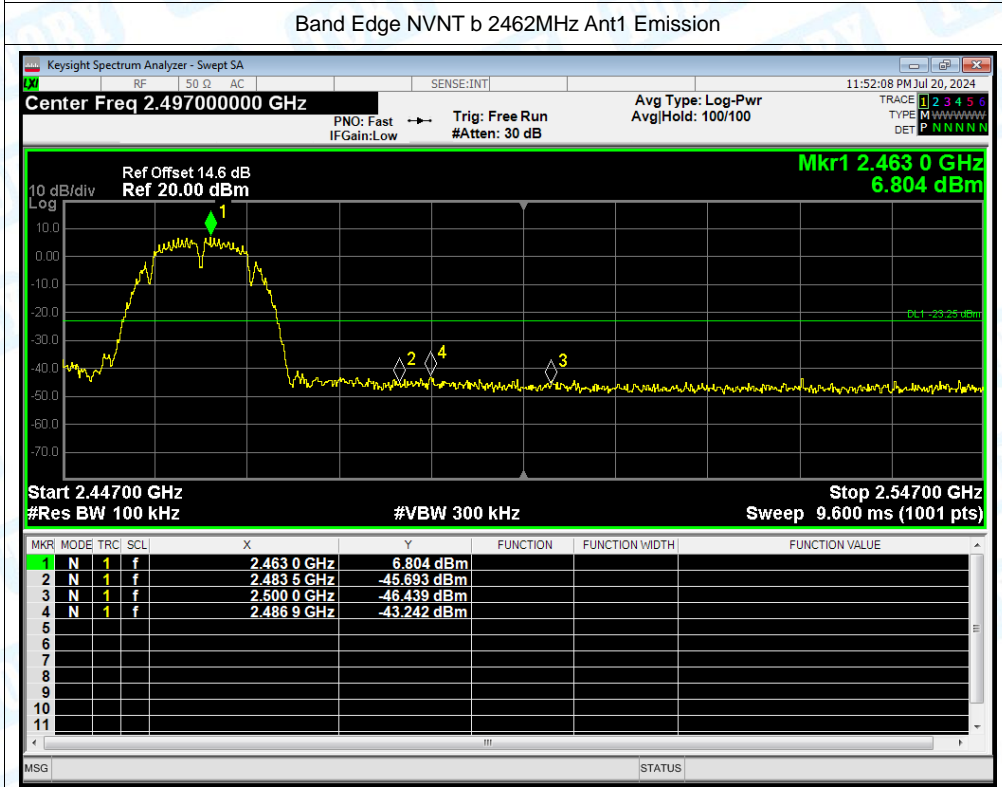 Band Edge NVNT b 2462MHz Ant1 Emission
Keysight Spectrum Analyzer - Swept SA
LXI RF 50 Ω AC SENSE:INT 11:52:08 PM Jul 20, 2024
Center Freq 2.497000000 GHz Avg Type: Log-Pwr TRACE 1 2 3 4 5 6
PNO: Fast Trig: Free Run Avg|Hold: 100/100 TYPE M WWWWW
IFGain:Low #Atten: 30 dB DET P N N N N N
Mkr1 2.463 0 GHz
6.804 dBm
Ref Offset 14.6 dB
10 dB/div Ref 20.00 dBm
Log
10.0
0.00
-10.0
-20.0
-30.0
-40.0
-50.0
-60.0
-70.0
1
DL1 -23.25 dBm
2 4 3
Start 2.44700 GHz Stop 2.54700 GHz
#Res BW 100 kHz #VBW 300 kHz Sweep 9.600 ms (1001 pts)
MKR MODE TRC SCL X Y FUNCTION FUNCTION WIDTH FUNCTION VALUE
1 N 1 f 2.463 0 GHz 6.804 dBm
2 N 1 f 2.483 5 GHz -45.693 dBm
3 N 1 f 2.500 0 GHz -46.439 dBm
4 N 1 f 2.486 9 GHz -43.242 dBm
5
6
7
8
9
10
11
MSG STATUS